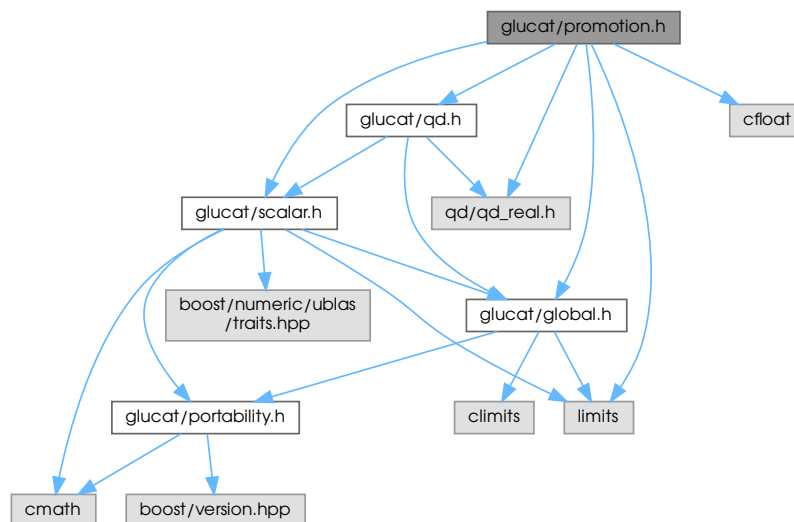 glucat/promotion.h
glucat/qd.h
cfloat
glucat/scalar.h
qd/qd_real.h
boost/numeric/ublas
/traits.hpp
glucat/global.h
glucat/portability.h
climits
limits
cmath
boost/version.hpp